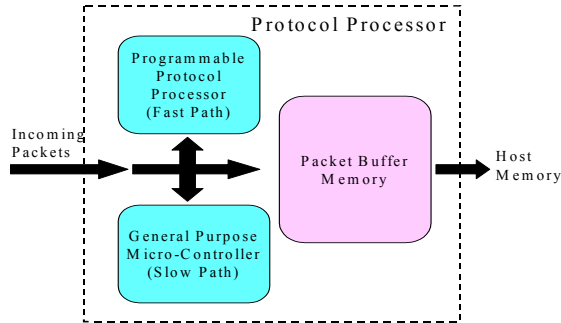 Protocol Processor
Programmable
Protocol
Processor
(Fast Path)
Incoming
Packets
Packet Buffer
Memory
Host
Memory
General Purpose
Micro-Controller
(Slow Path)